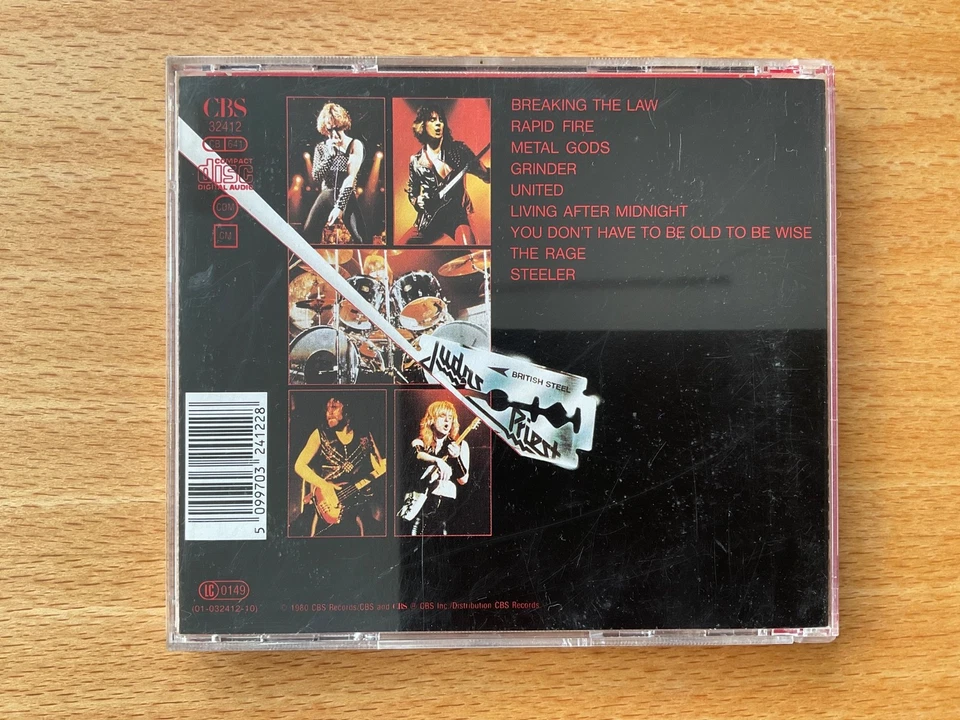 CBS
32412
CB 541
COMPACT
disc
DIGITAL AUDIO
BREAKING THE LAW
RAPID FIRE
METAL GODS
GRINDER
UNITED
LIVING AFTER MIDNIGHT
YOU DON'T HAVE TO BE OLD TO BE WISE
THE RAGE
STEELER
Judas
BRITISH STEEL
Priest
5 099703 241228
LC 0149
(01-032412-10)
© 1980 CBS Records/CBS and CBS ® CBS Inc./Distribution CBS Records